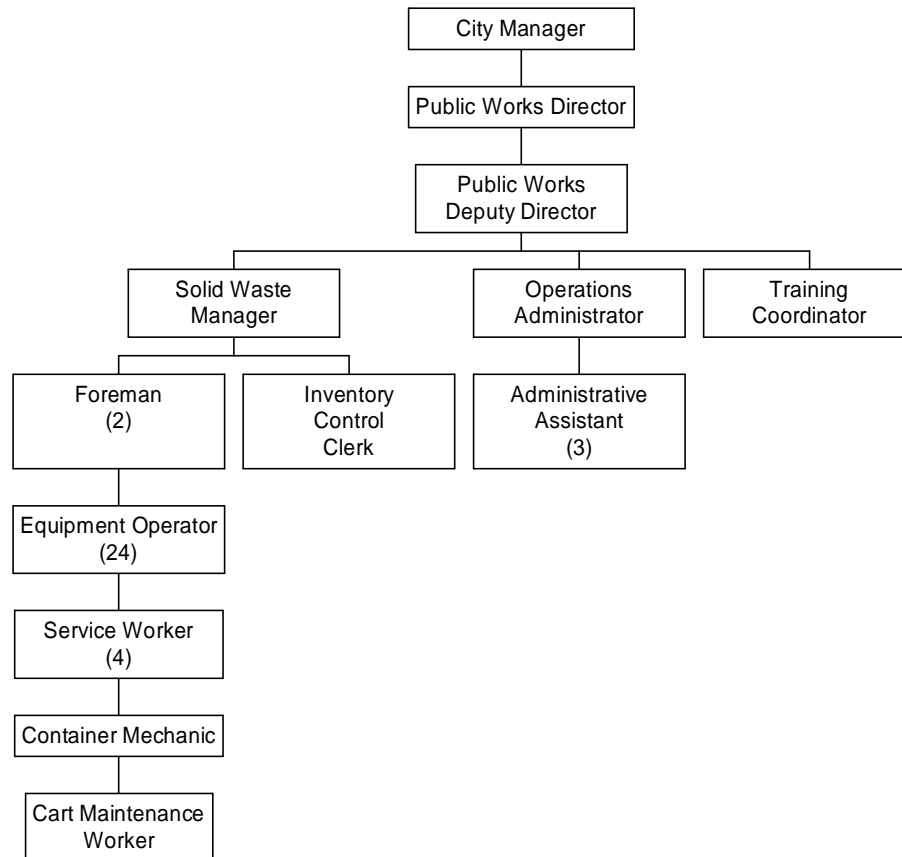 City Manager
Public Works Director
Public Works
Deputy Director
Solid Waste
Manager
Operations
Administrator
Training
Coordinator
Foreman
(2)
Inventory
Control
Clerk
Administrative
Assistant
(3)
Equipment Operator
(24)
Service Worker
(4)
Container Mechanic
Cart Maintenance
Worker